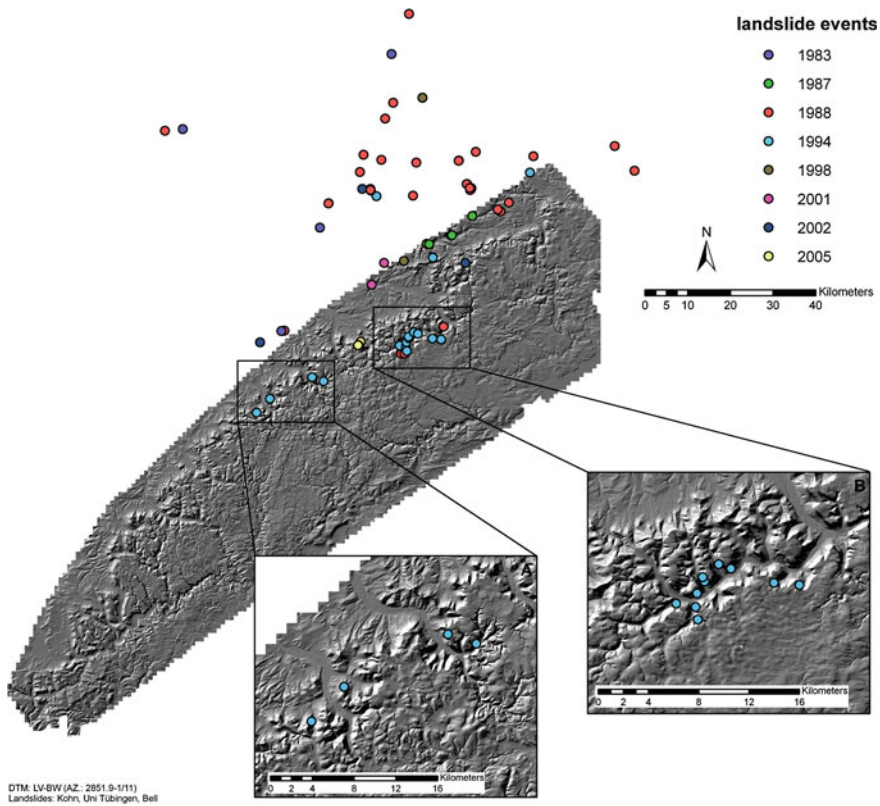 landslide events
1983
1987
1988
1994
1998
2001
2002
2005
N
Kilometers
0 5 10 20 30 40
B
A
Kilometers
0 2 4 8 12 16
Kilometers
0 2 4 8 12 16
DTM: LV-BW (AZ.: 2851.9-1/11)
Landslides: Kohn, Uni Tübingen, Bell